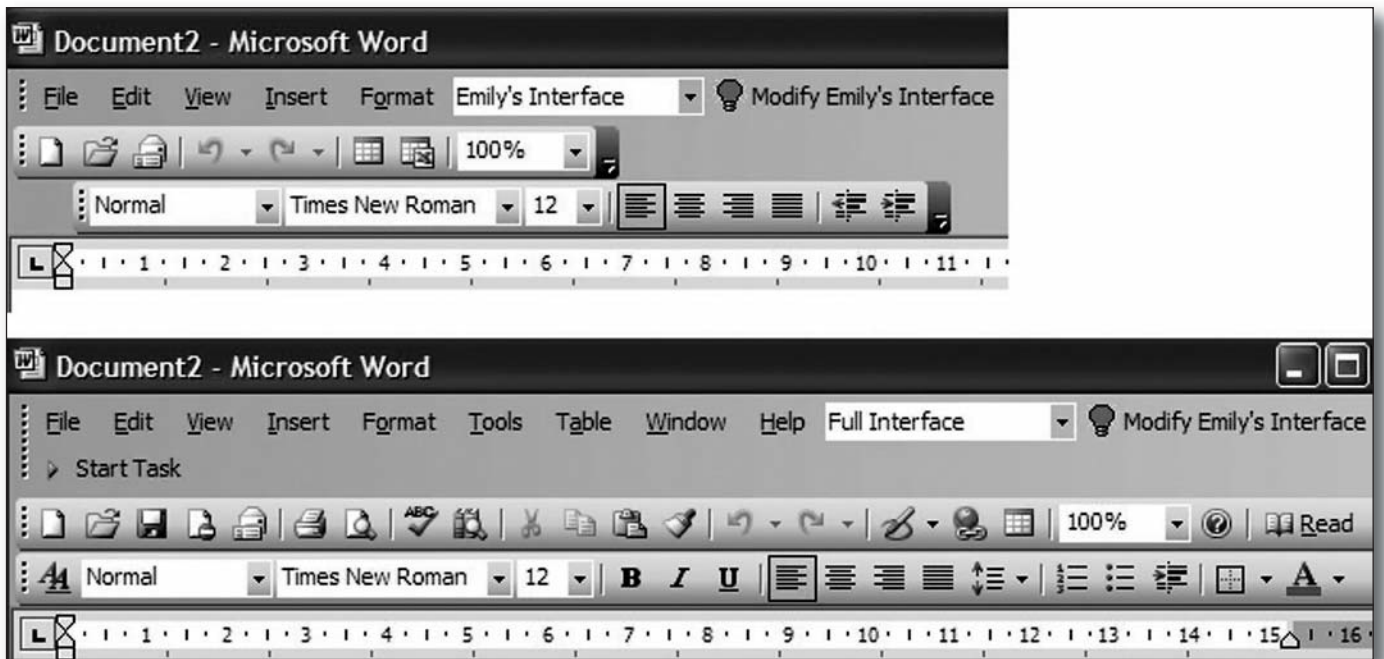 Document2 - Microsoft Word
File Edit View Insert Format Emily's Interface Modify Emily's Interface
100%
Normal Times New Roman 12
L 1 2 3 4 5 6 7 8 9 10 11
Document2 - Microsoft Word
File Edit View Insert Format Tools Table Window Help Full Interface Modify Emily's Interface
Start Task
ABC 100% Read
A4 Normal Times New Roman 12 B I U A
L 1 2 3 4 5 6 7 8 9 10 11 12 13 14 15 16